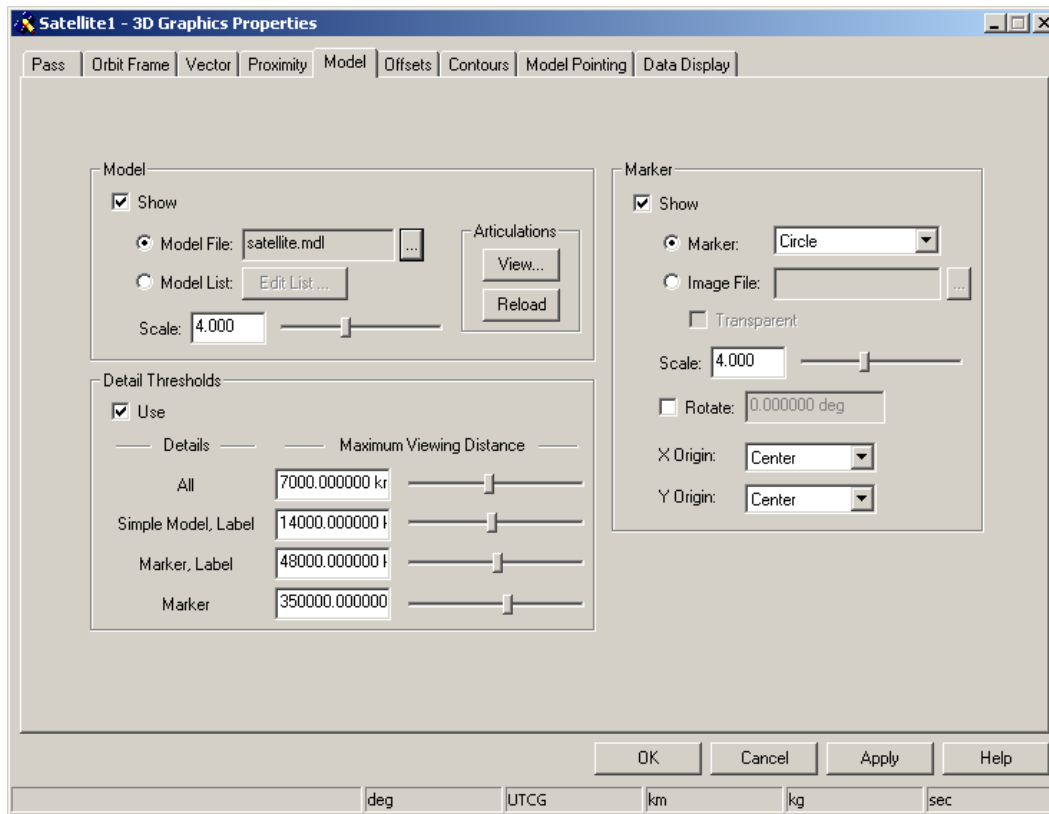 Satellite1 - 3D Graphics Properties
Pass Orbit Frame Vector Proximity Model Offsets Contours Model Pointing Data Display
Model
Show
Model File: satellite.mdl ...
Model List: Edit List ...
Scale: 4.000
Articulations
View...
Reload
Detail Thresholds
Use
Details Maximum Viewing Distance
All 7000.000000 kr
Simple Model, Label 14000.000000
Marker, Label 48000.000000
Marker 350000.000000
Marker
Show
Marker: Circle
Image File: ...
Transparent
Scale: 4.000
Rotate: 0.000000 deg
X Origin: Center
Y Origin: Center
OK Cancel Apply Help
deg UTCG km kg sec